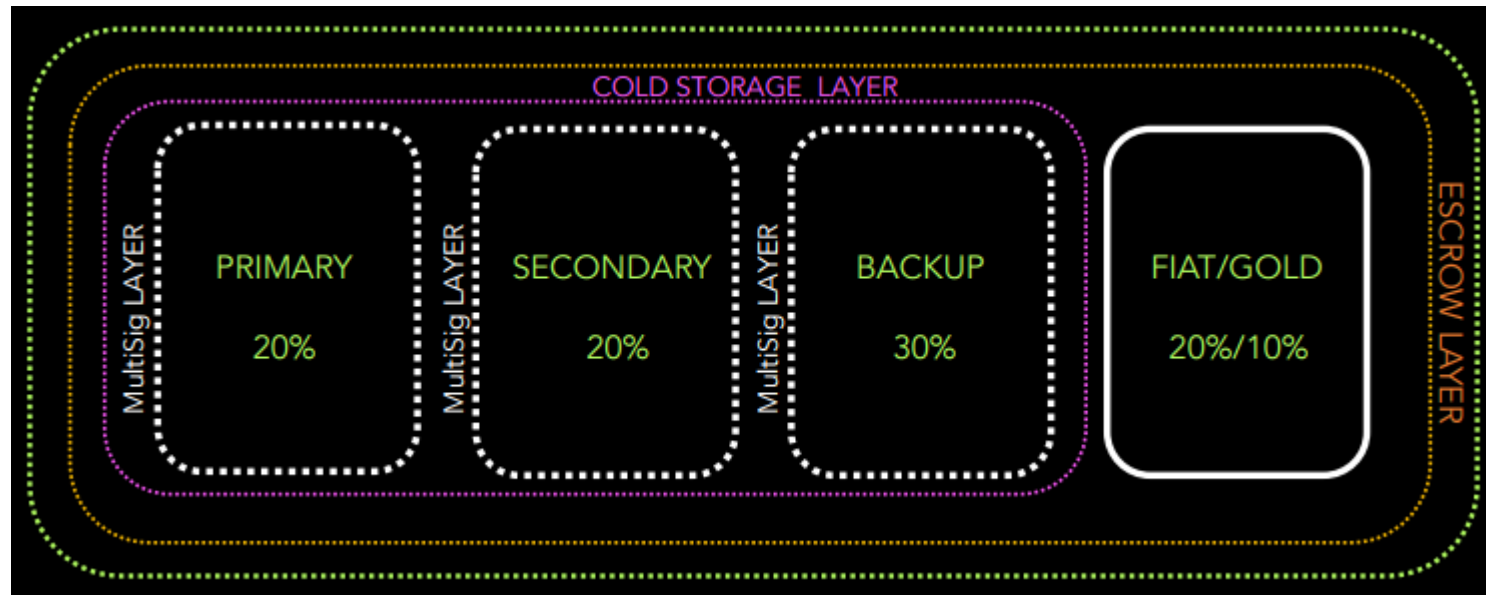 COLD STORAGE LAYER
MultiSig LAYER
PRIMARY
20%
MultiSig LAYER
SECONDARY
20%
MultiSig LAYER
BACKUP
30%
FIAT/GOLD
20%/10%
ESCROW LAYER